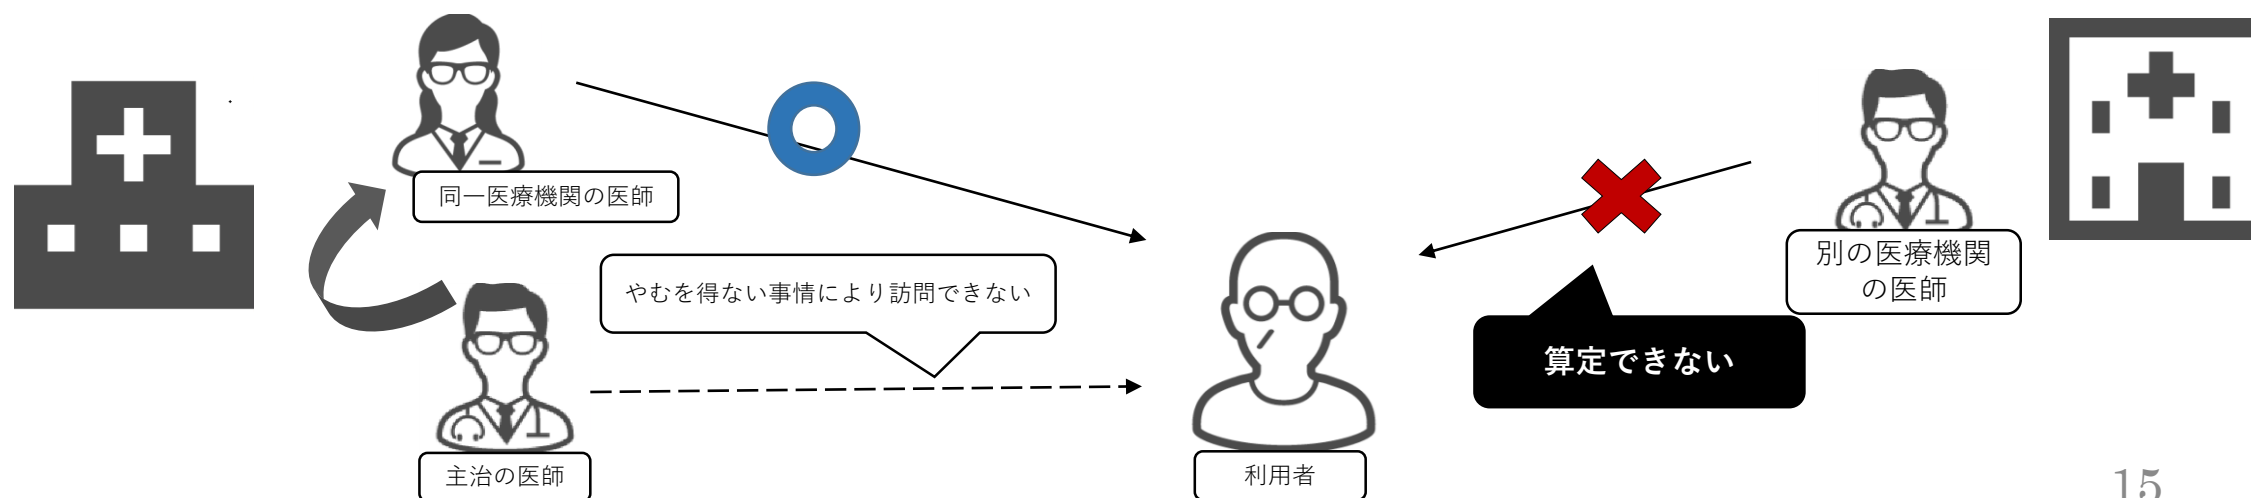 同一医療機関の医師
やむを得ない事情により訪問できない
別の医療機関
の医師
算定できない
主治の医師
利用者
15